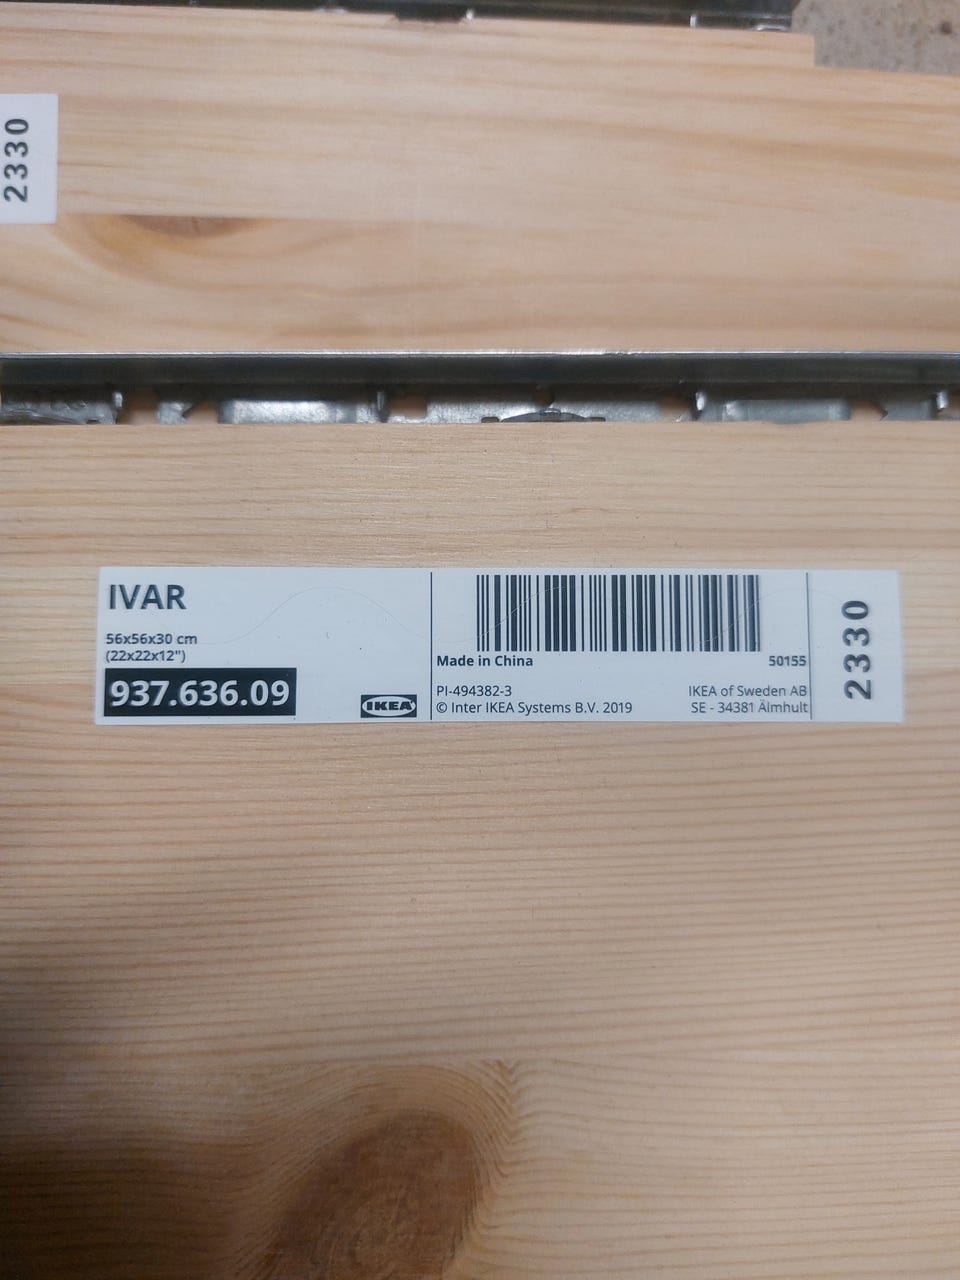 2330
IVAR
56x56x30 cm
(22x22x12")
937.636.09
IKEA
Made in China 50155
PI-494382-3 IKEA of Sweden AB
© Inter IKEA Systems B.V. 2019 SE - 34381 Älmhult
2330